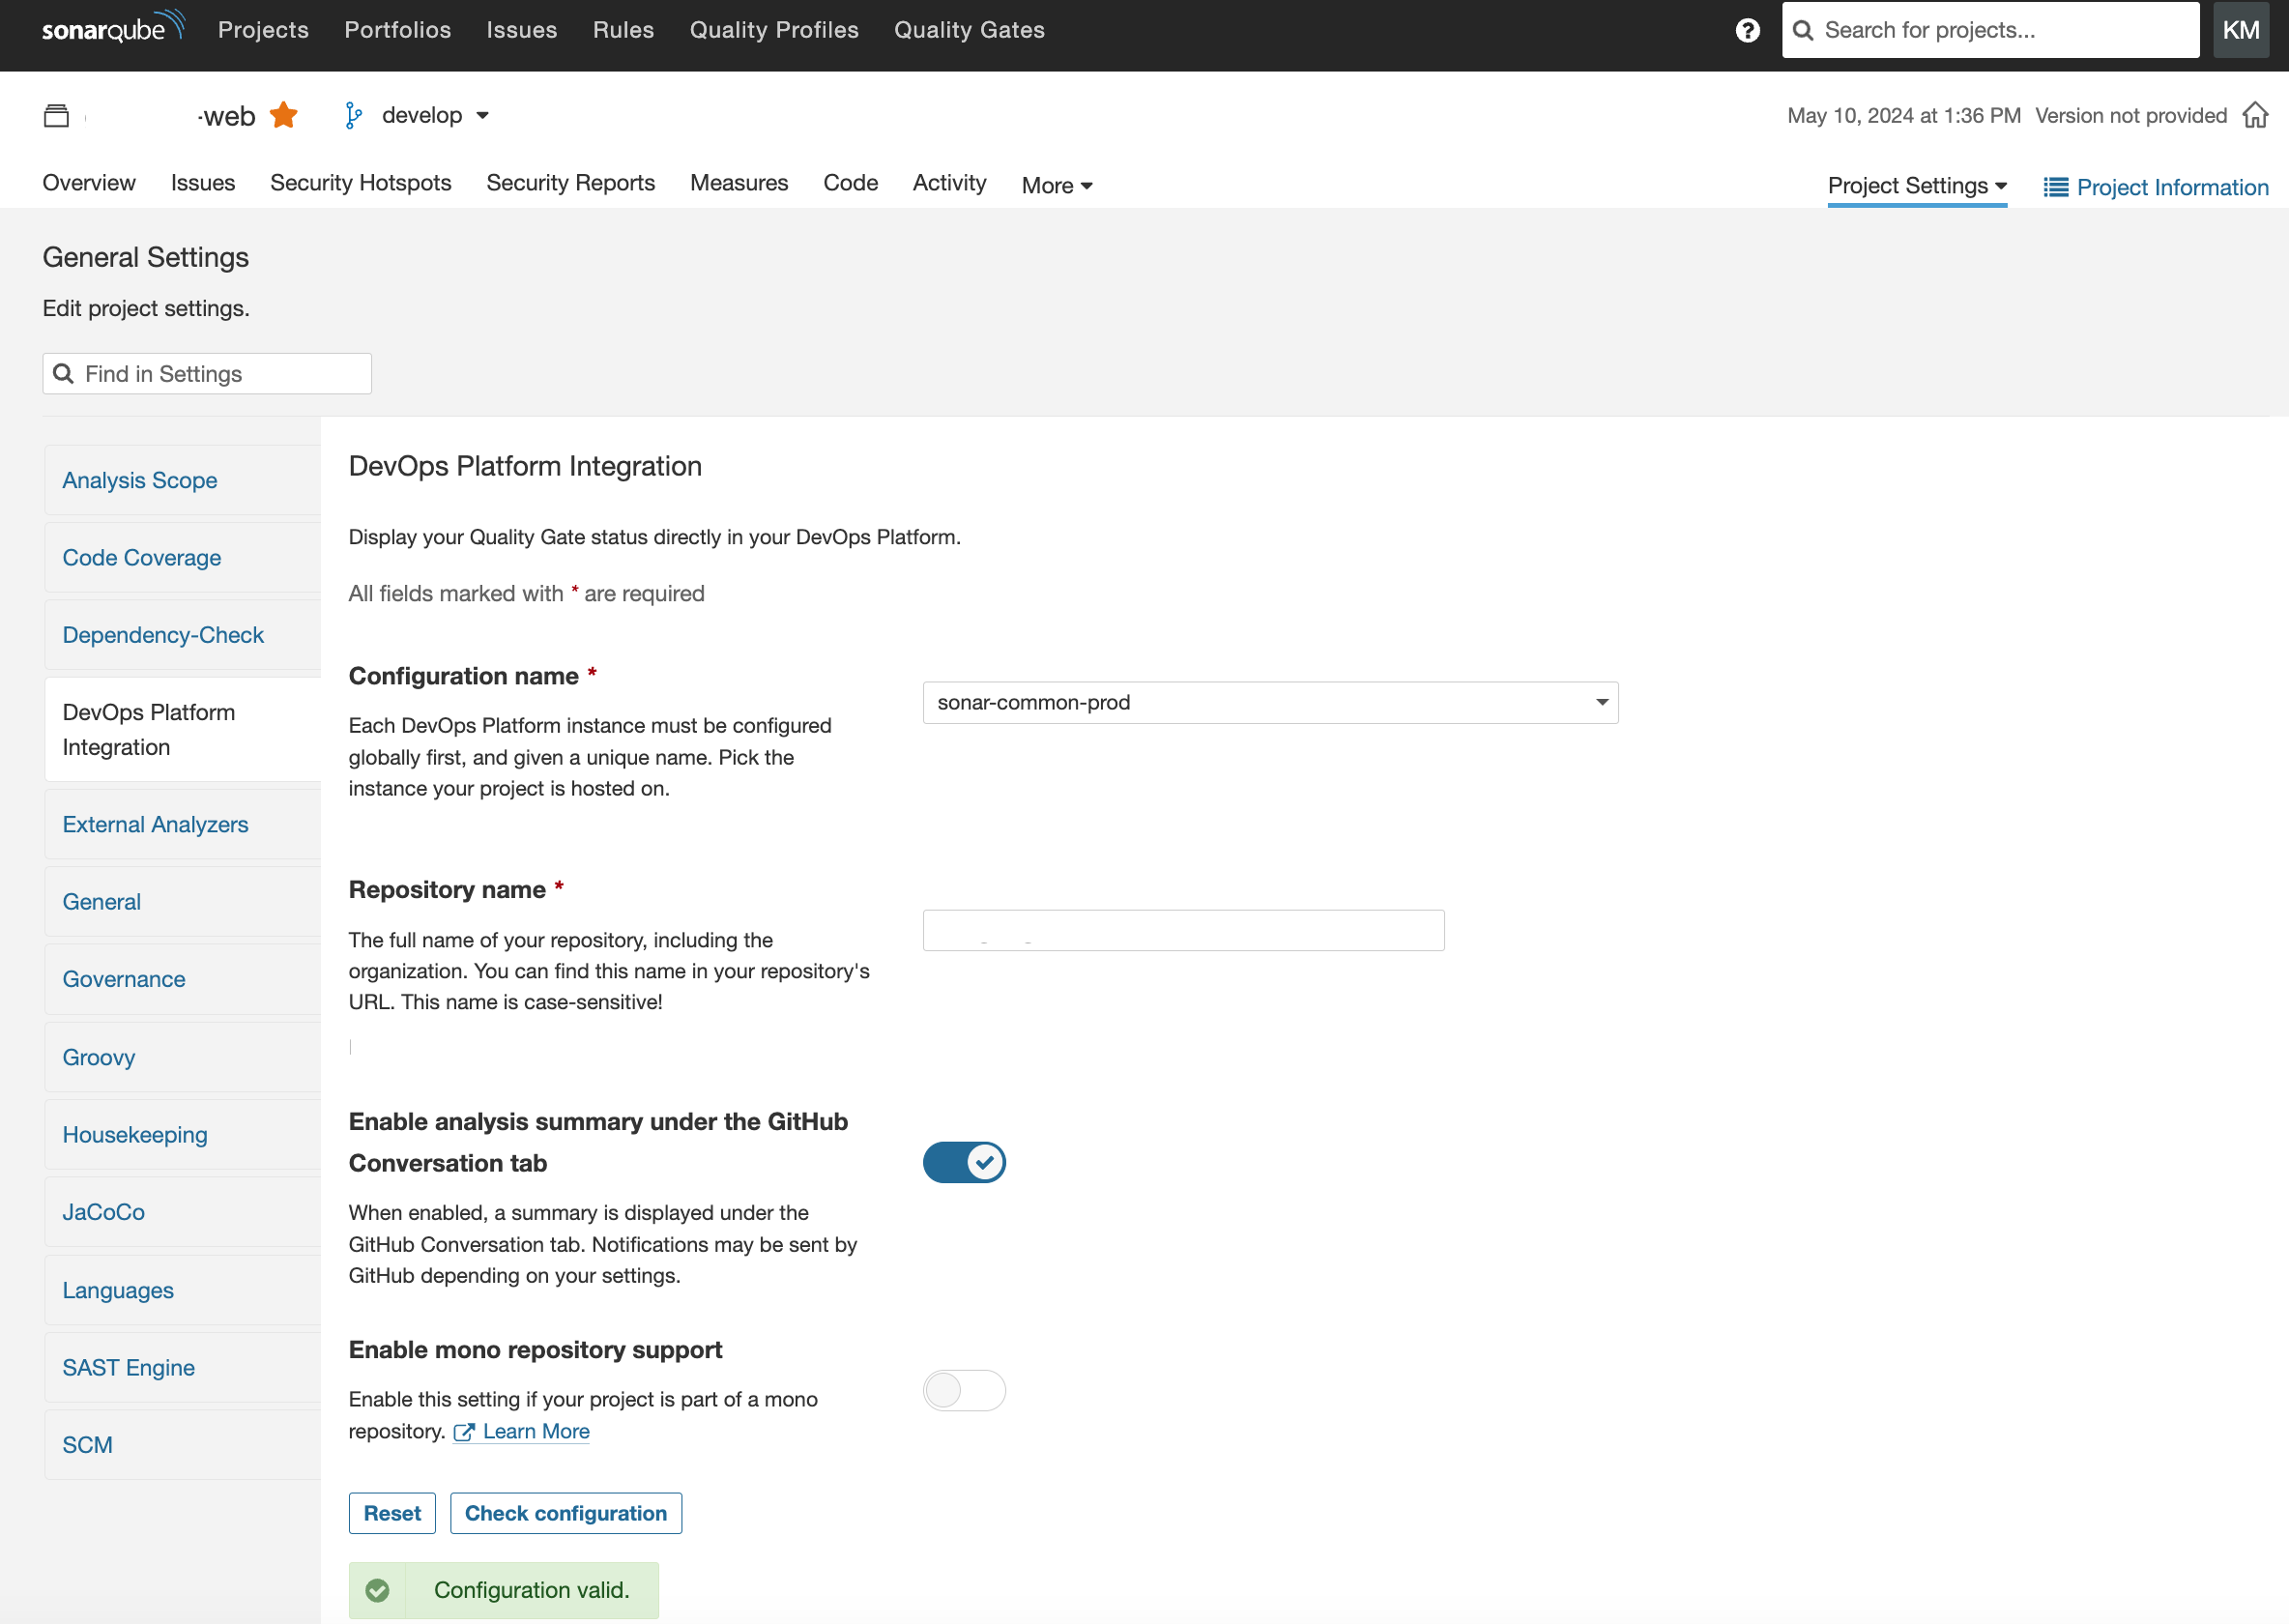 sonarqube Projects Portfolios Issues Rules Quality Profiles Quality Gates ? Search for projects... KM
-web develop May 10, 2024 at 1:36 PM Version not provided
Overview Issues Security Hotspots Security Reports Measures Code Activity More Project Settings Project Information
General Settings
Edit project settings.
Find in Settings
Analysis Scope
Code Coverage
Dependency-Check
DevOps Platform
Integration
External Analyzers
General
Governance
Groovy
Housekeeping
JaCoCo
Languages
SAST Engine
SCM
DevOps Platform Integration
Display your Quality Gate status directly in your DevOps Platform.
All fields marked with * are required
Configuration name *
sonar-common-prod
Each DevOps Platform instance must be configured
globally first, and given a unique name. Pick the
instance your project is hosted on.
Repository name *
The full name of your repository, including the
organization. You can find this name in your repository's
URL. This name is case-sensitive!
Enable analysis summary under the GitHub
Conversation tab
When enabled, a summary is displayed under the
GitHub Conversation tab. Notifications may be sent by
GitHub depending on your settings.
Enable mono repository support
Enable this setting if your project is part of a mono
repository. Learn More
Reset Check configuration
Configuration valid.